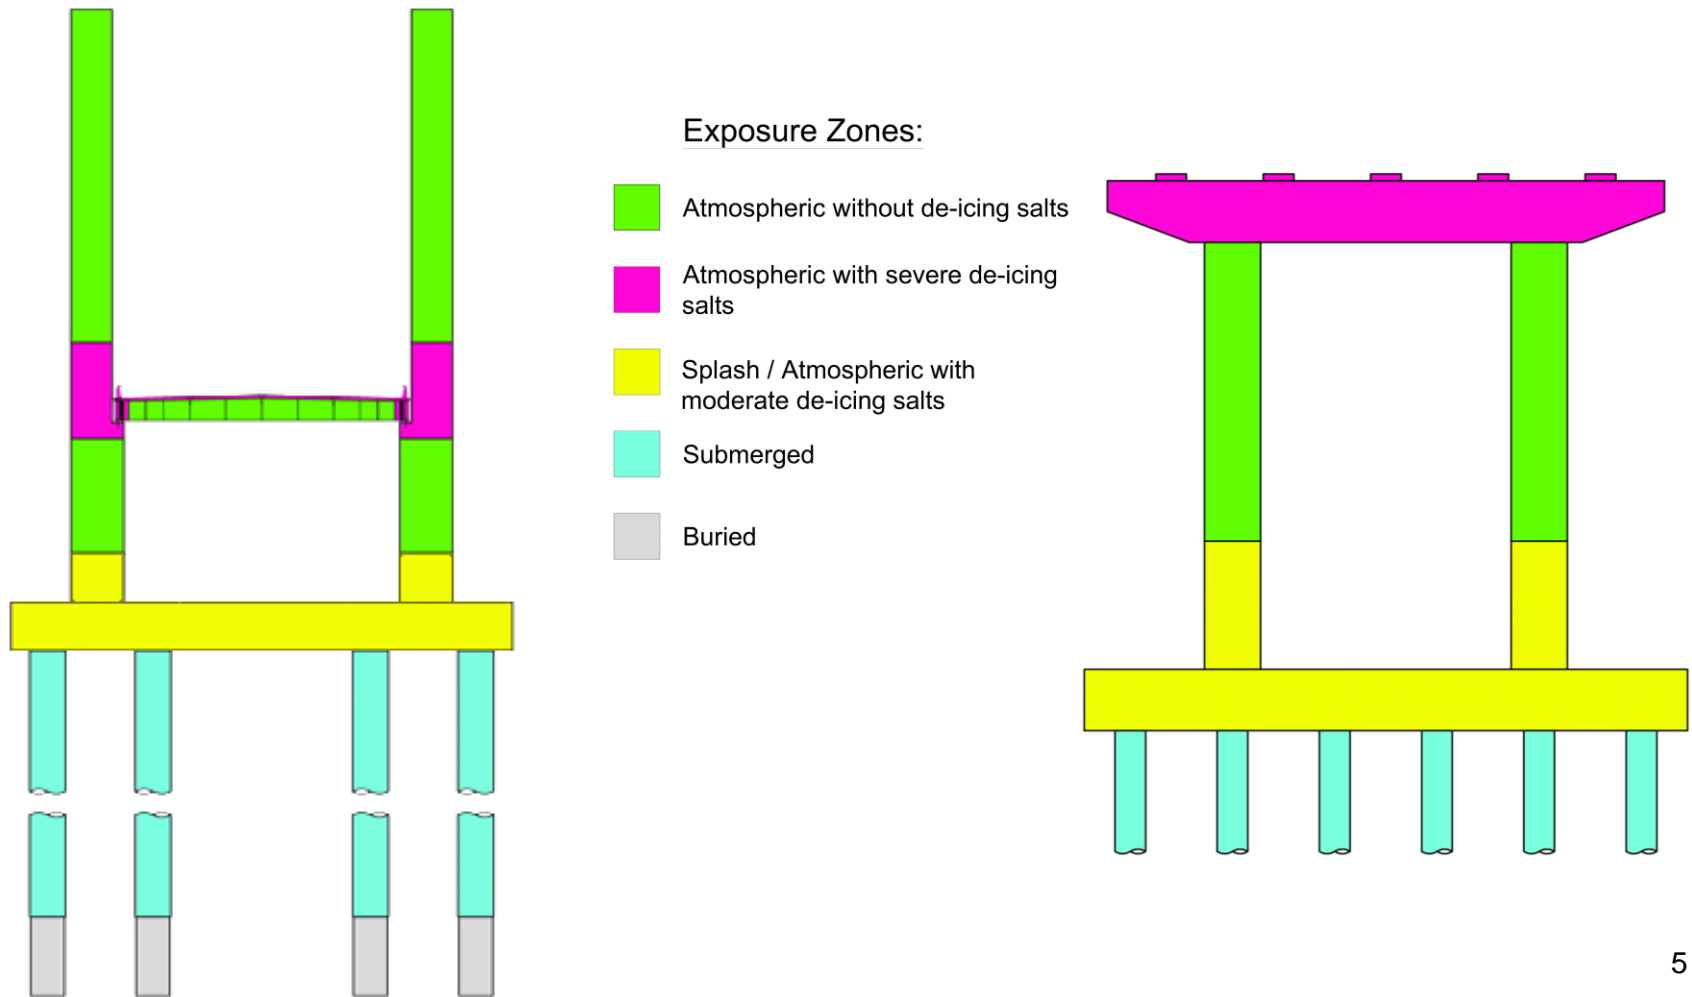 Exposure Zones:
Atmospheric without de-icing salts
Atmospheric with severe de-icing
salts
Splash / Atmospheric with
moderate de-icing salts
Submerged
Buried
5